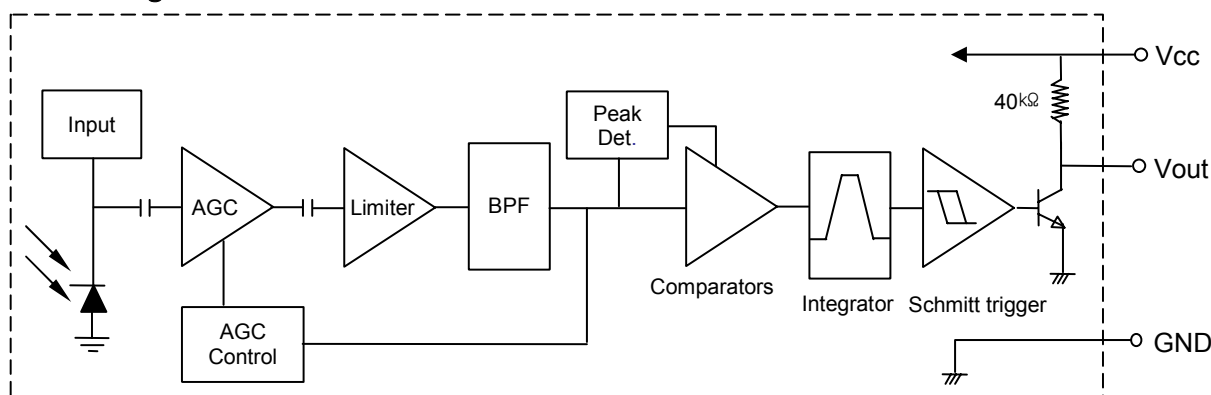 Vcc
40kΩ
Input
Peak
Det.
Vout
AGC
Limiter
BPF
Comparators
Integrator
Schmitt trigger
AGC
Control
GND